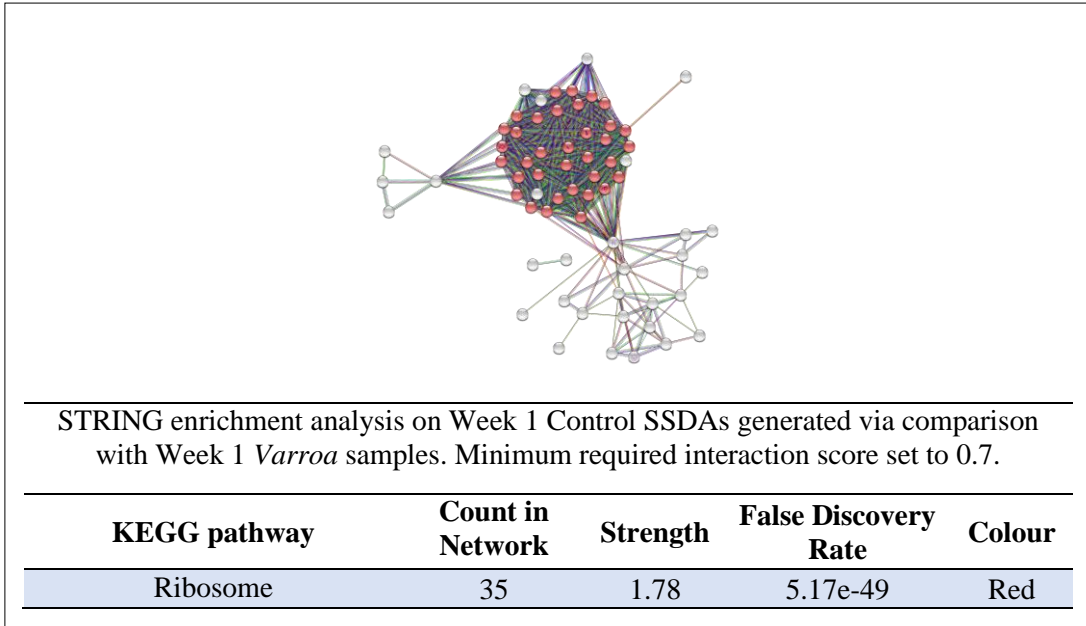 STRING enrichment analysis on Week 1 Control SSDAs generated via comparison
with Week 1 Varroa samples. Minimum required interaction score set to 0.7.
KEGG pathway Count in Network Strength False Discovery Rate Colour
Ribosome 35 1.78 5.17e-49 Red